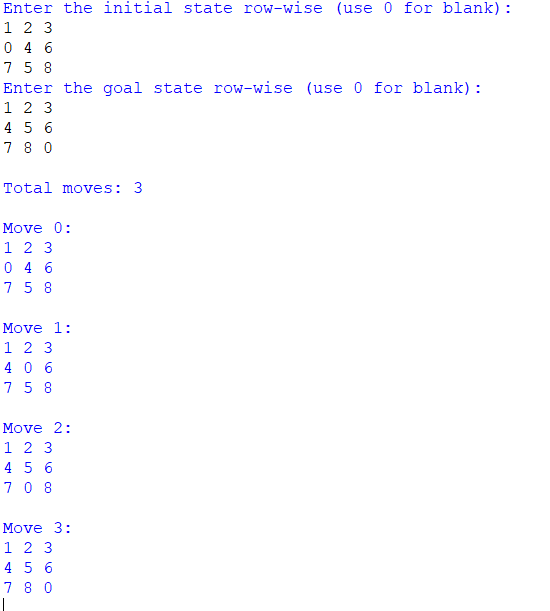 Enter the initial state row-wise (use 0 for blank):
1 2 3
0 4 6
7 5 8
Enter the goal state row-wise (use 0 for blank):
1 2 3
4 5 6
7 8 0
Total moves: 3
Move 0:
1 2 3
0 4 6
7 5 8
Move 1:
1 2 3
4 0 6
7 5 8
Move 2:
1 2 3
4 5 6
7 0 8
Move 3:
1 2 3
4 5 6
7 8 0